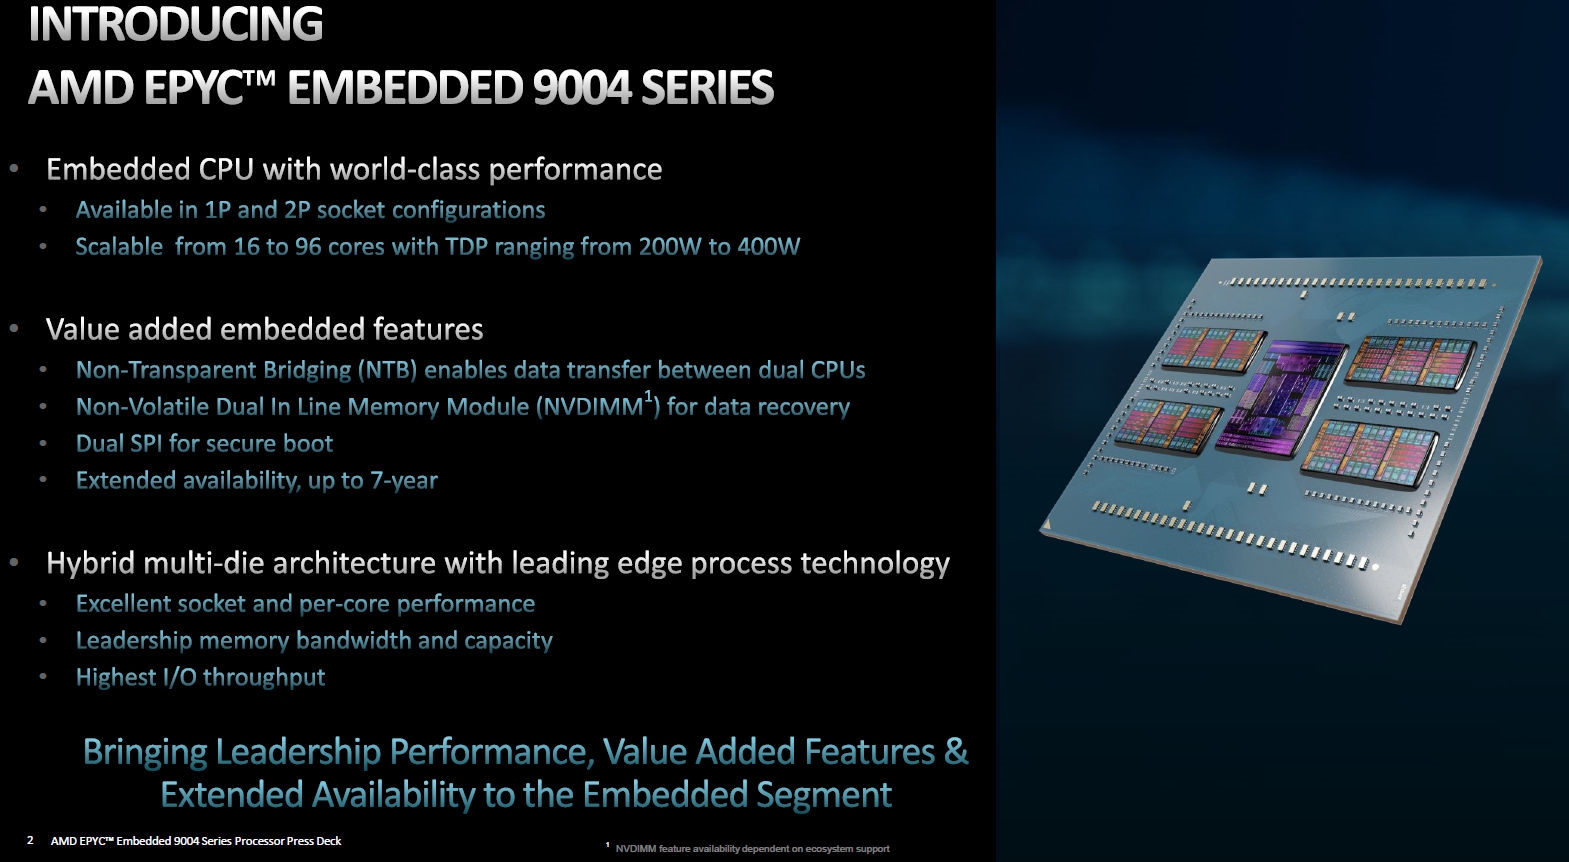 INTRODUCING
AMD EPYC™ EMBEDDED 9004 SERIES
• Embedded CPU with world-class performance
• Available in 1P and 2P socket configurations
• Scalable from 16 to 96 cores with TDP ranging from 200W to 400W
• Value added embedded features
• Non-Transparent Bridging (NTB) enables data transfer between dual CPUs
• Non-Volatile Dual In Line Memory Module (NVDIMM¹) for data recovery
• Dual SPI for secure boot
• Extended availability, up to 7-year
• Hybrid multi-die architecture with leading edge process technology
• Excellent socket and per-core performance
• Leadership memory bandwidth and capacity
• Highest I/O throughput
Bringing Leadership Performance, Value Added Features &
Extended Availability to the Embedded Segment
2 AMD EPYC™ Embedded 9004 Series Processor Press Deck
¹ NVDIMM feature availability dependent on ecosystem support